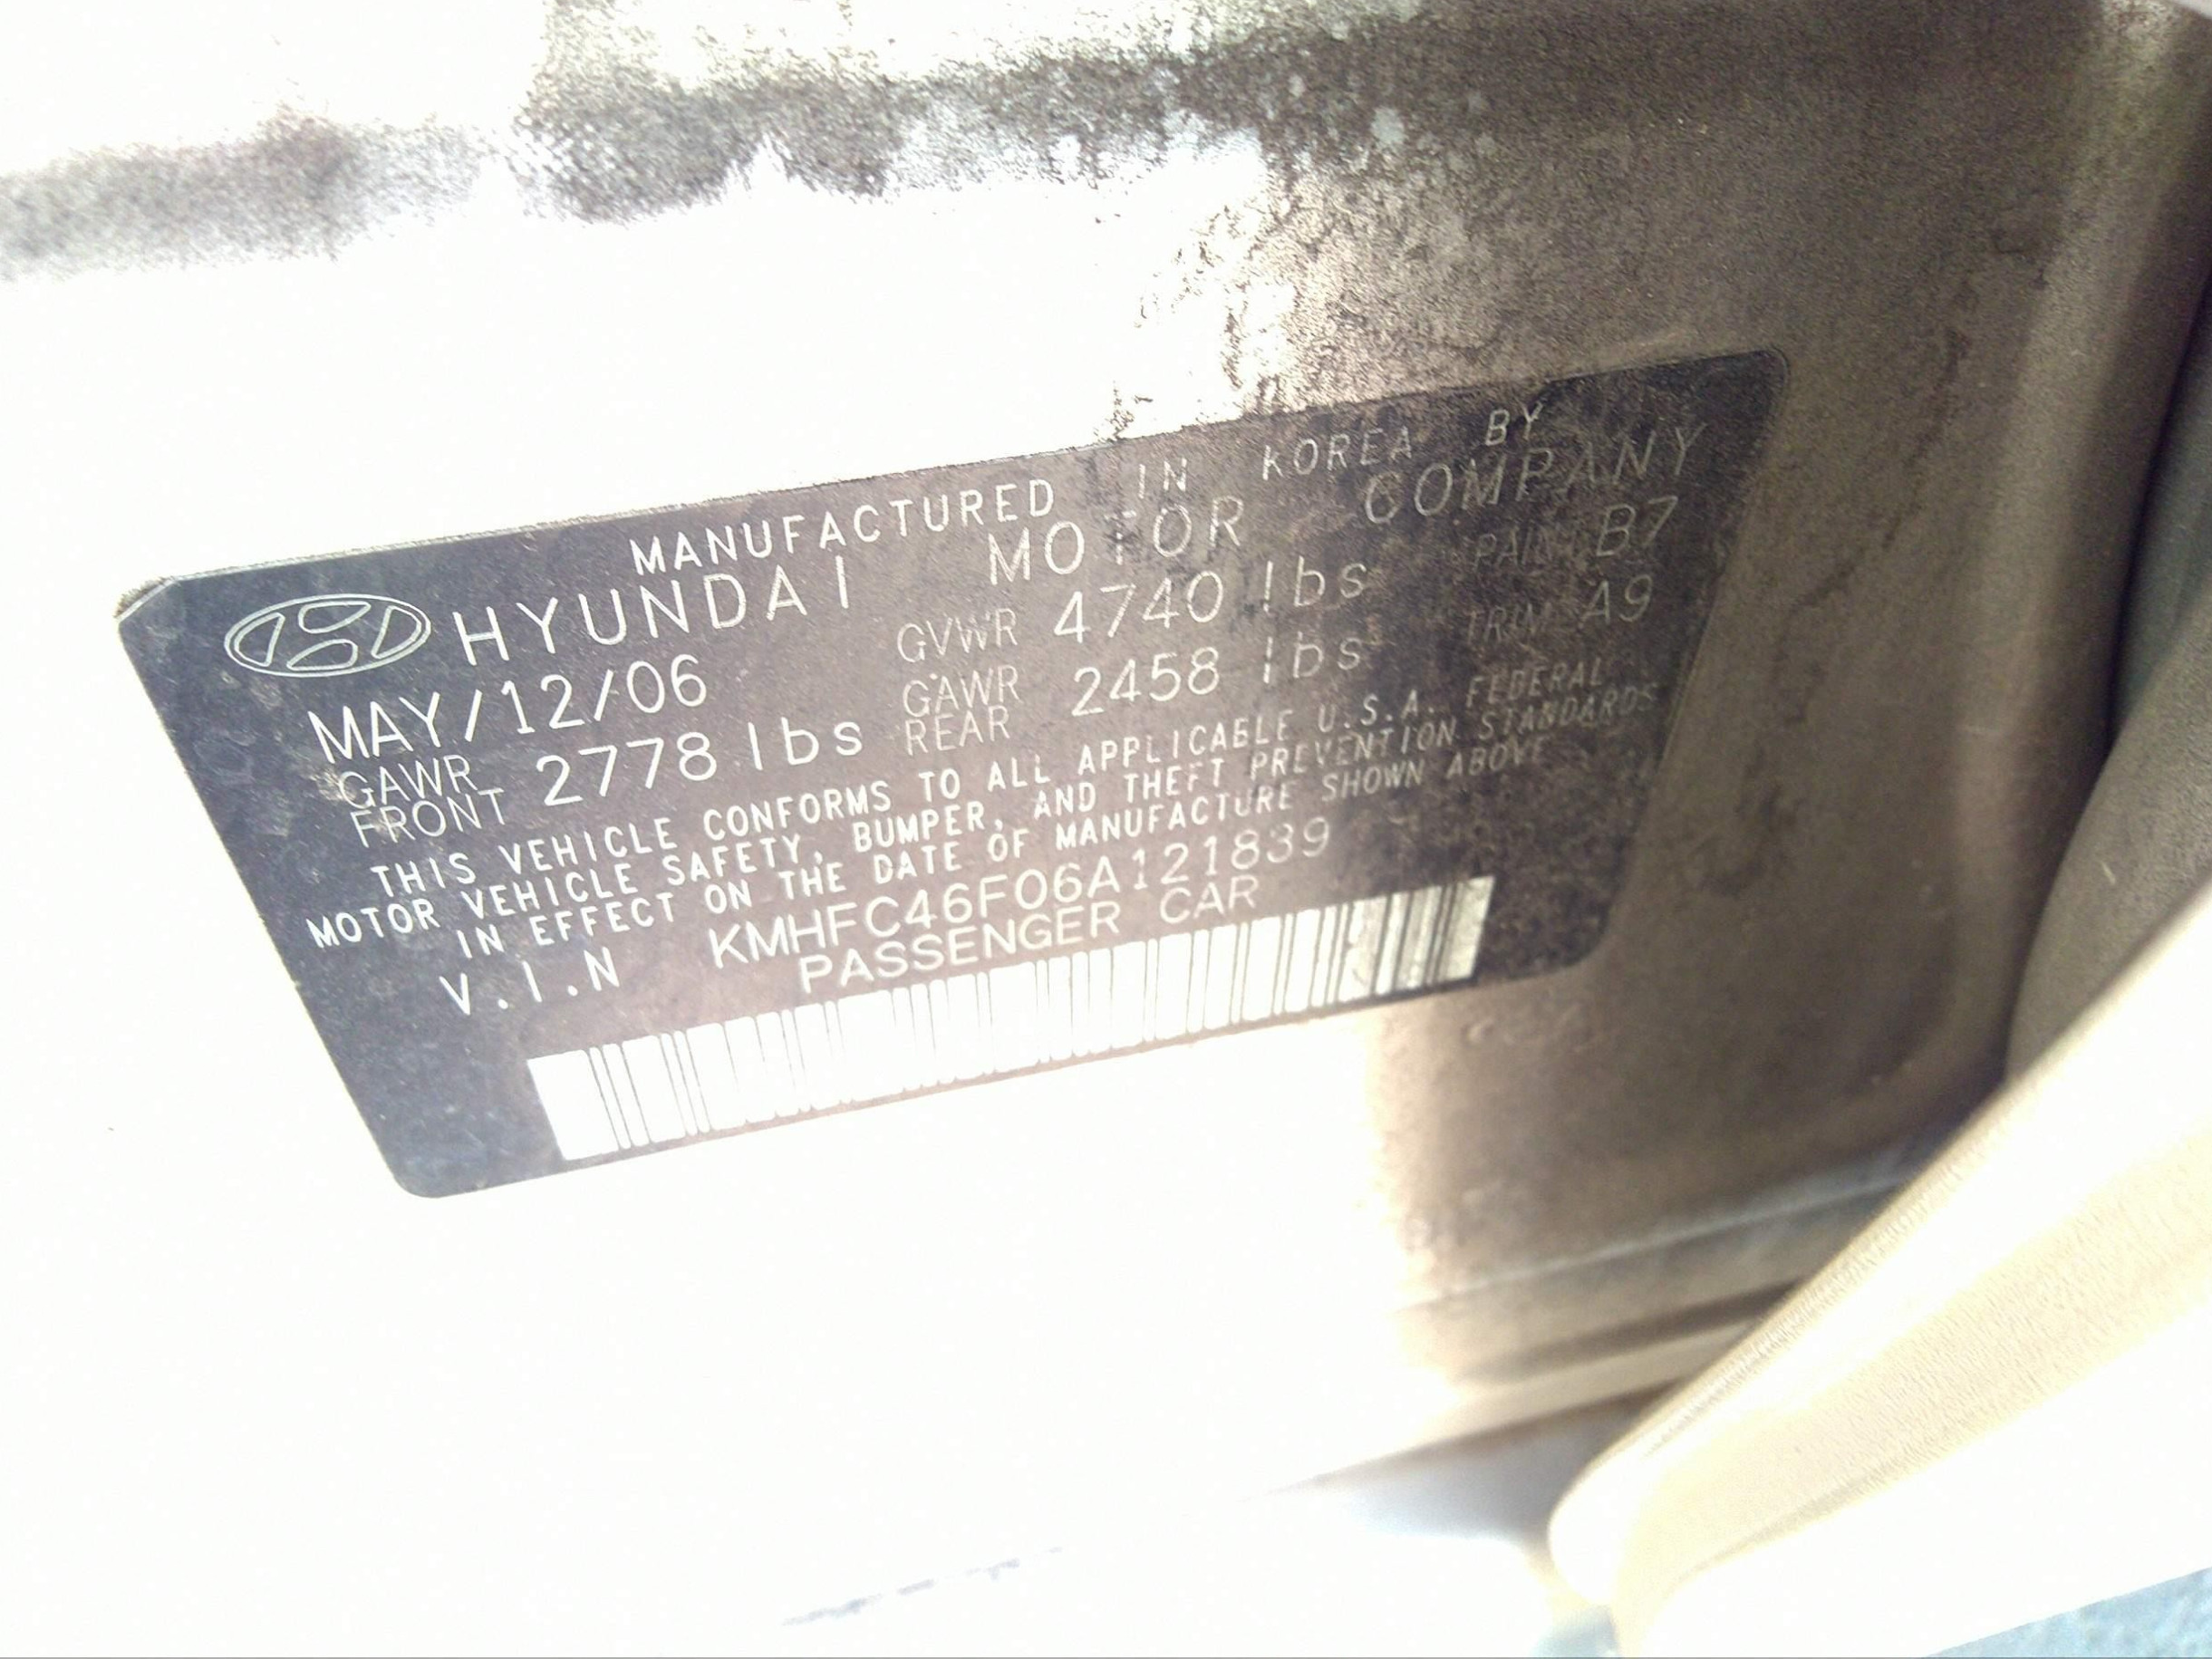 MANUFACTURED IN KOREA BY
HYUNDAI MOTOR COMPANY
MAY/12/06 GVWR 4740 lbs PAINT B7
GAWR FRONT 2778 lbs GAWR REAR 2458 lbs TRIM A9
THIS VEHICLE CONFORMS TO ALL APPLICABLE U.S.A. FEDERAL
MOTOR VEHICLE SAFETY, BUMPER, AND THEFT PREVENTION STANDARDS
IN EFFECT ON THE DATE OF MANUFACTURE SHOWN ABOVE
V.I.N KMHFC46F06A121839
PASSENGER CAR